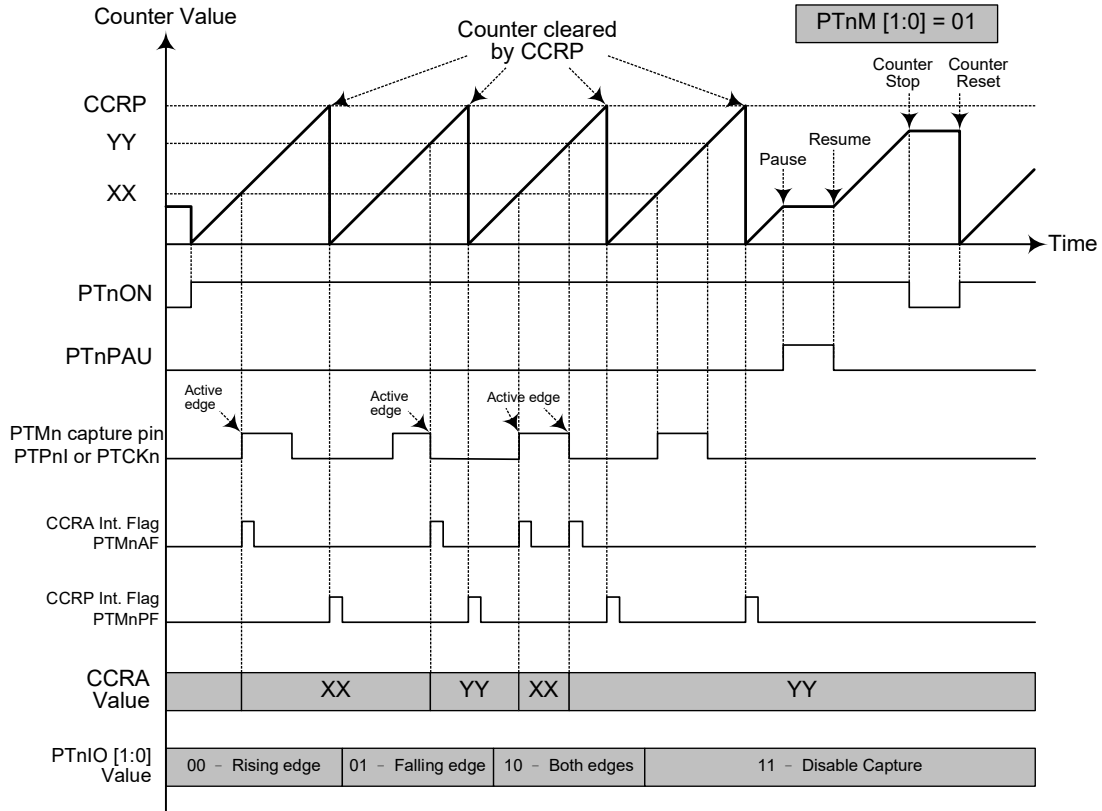 Counter Value
PTnM [1:0] = 01
Counter cleared
by CCRP
Counter
Stop
Counter
Reset
CCRP
YY
Resume
Pause
XX
Time
PTnON
PTnPAU
Active
edge
Active
edge
Active edge
PTMn capture pin
PTPnI or PTCKn
CCRA Int. Flag
PTMnAF
CCRP Int. Flag
PTMnPF
CCRA
Value
XX
YY
XX
YY
PTnIO [1:0]
Value
00 – Rising edge
01 – Falling edge
10 – Both edges
11 – Disable Capture